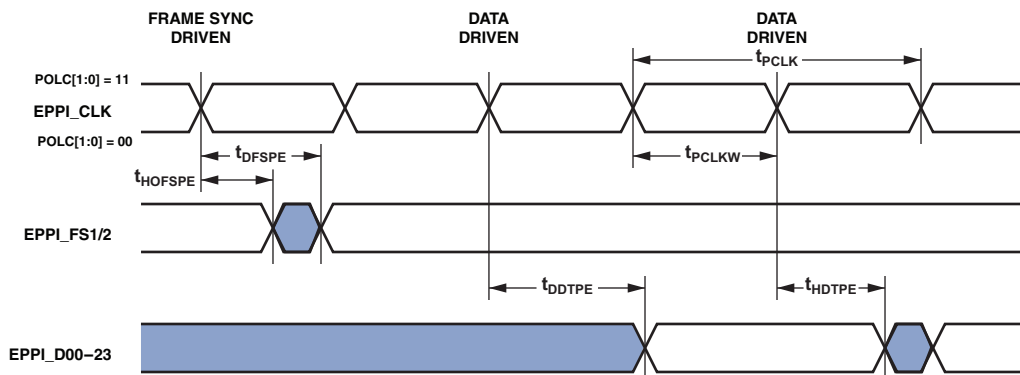 FRAME SYNC
DRIVEN
DATA
DRIVEN
DATA
DRIVEN
tPCLK
POLC[1:0] = 11
EPPI_CLK
POLC[1:0] = 00
tDFSPE
tPCLKW
tHOFSPE
EPPI_FS1/2
tDDTPE
tHDTPE
EPPI_D00–23